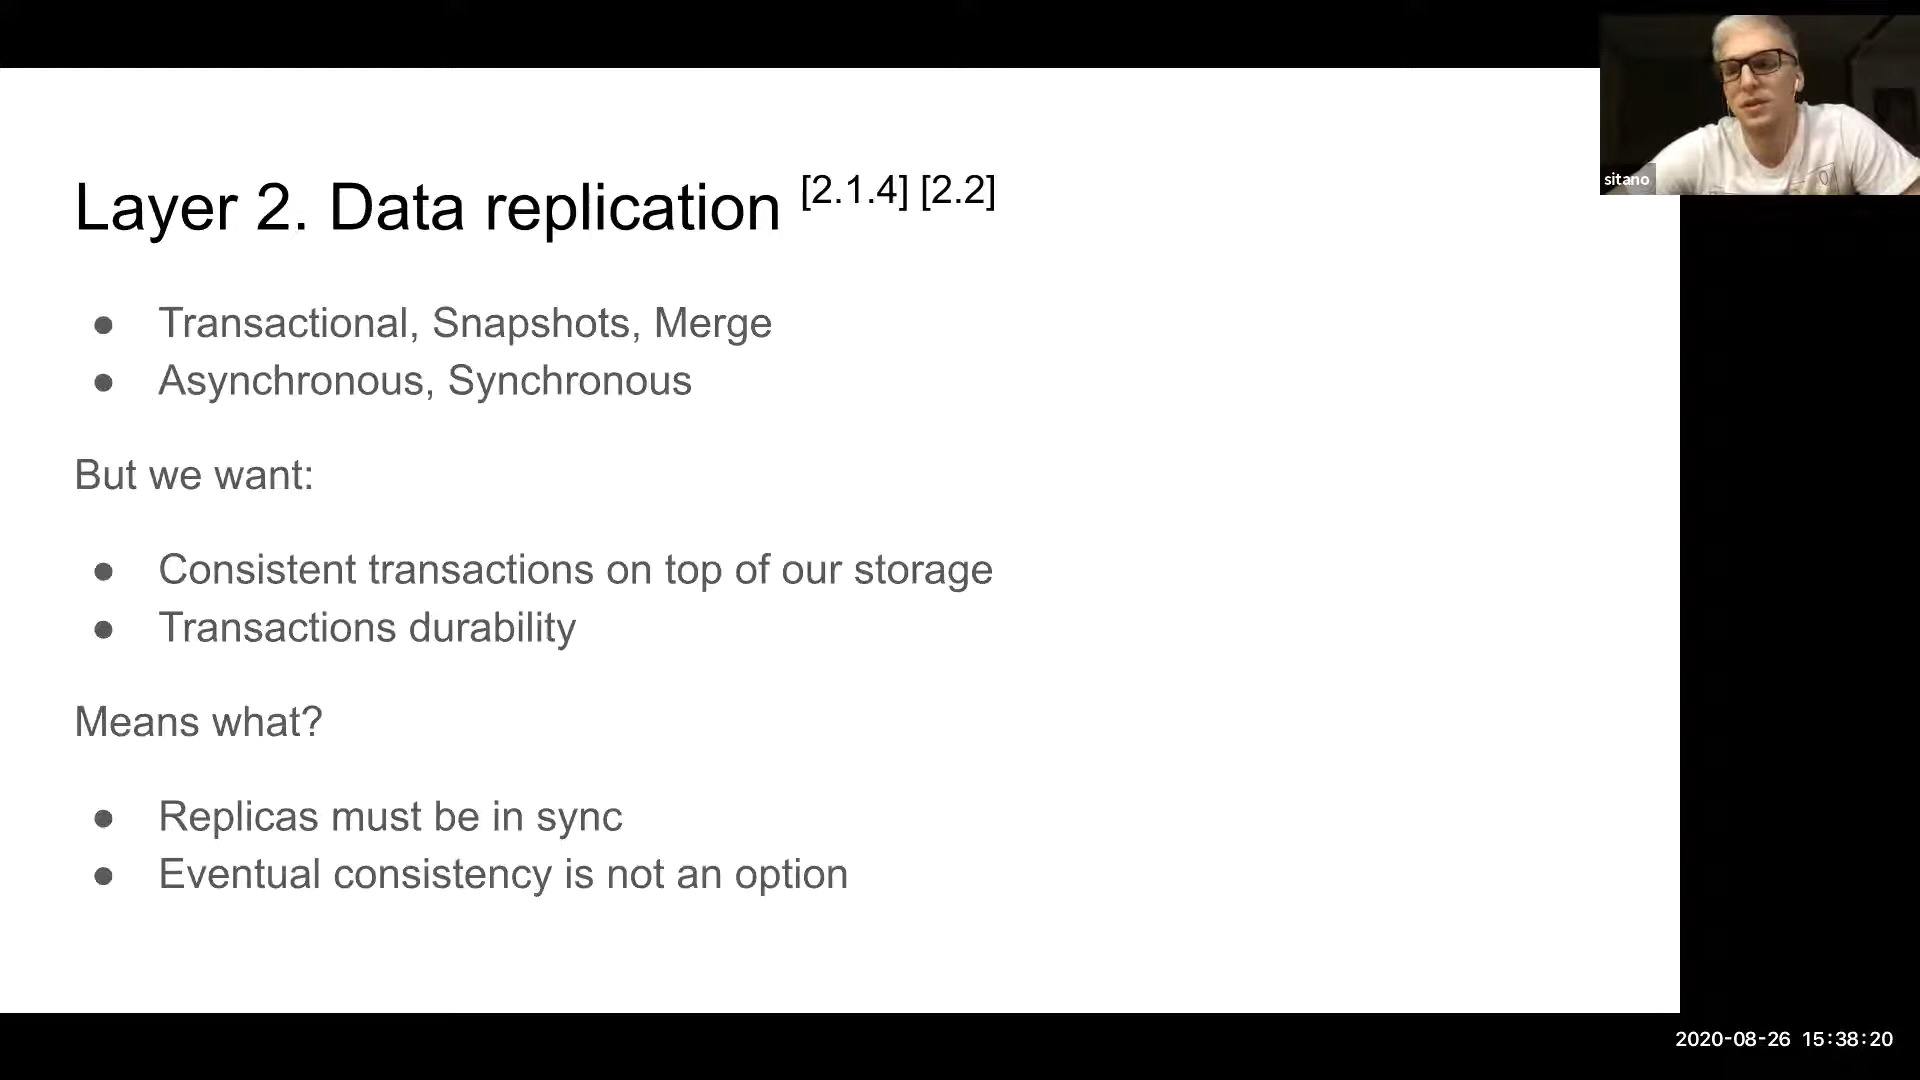 sitano
Layer 2. Data replication [2.1.4] [2.2]
● Transactional, Snapshots, Merge
● Asynchronous, Synchronous
But we want:
● Consistent transactions on top of our storage
● Transactions durability
Means what?
● Replicas must be in sync
● Eventual consistency is not an option
2020-08-26 15:38:20